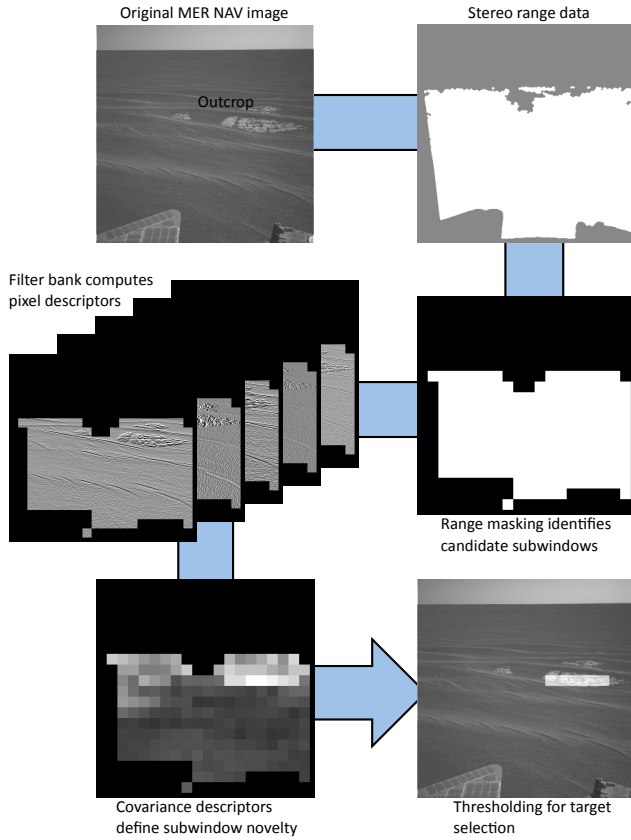 Original MER NAV image
Stereo range data
Outcrop
Filter bank computes
pixel descriptors
Range masking identifies
candidate subwindows
Covariance descriptors
define subwindow novelty
Thresholding for target
selection